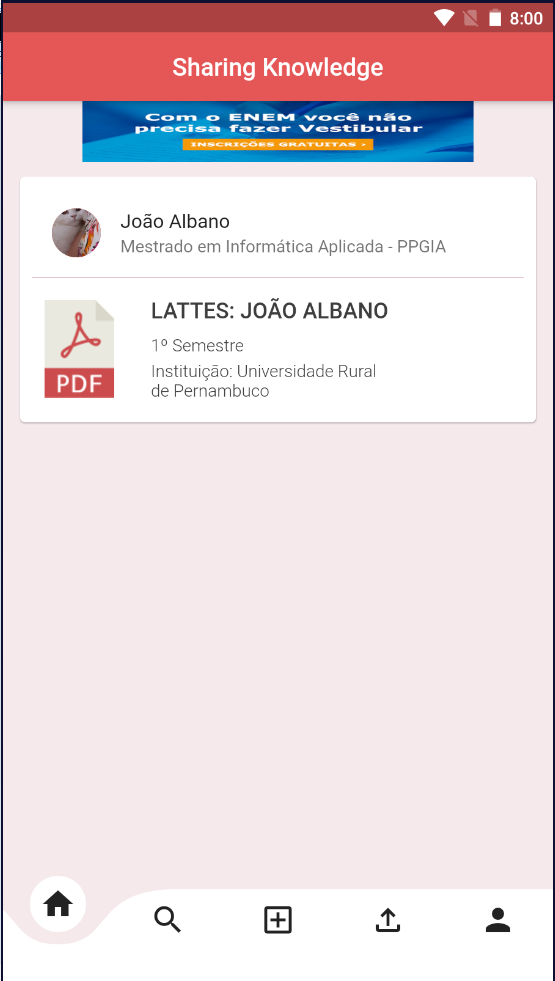 8:00
Sharing Knowledge
Com o ENEM você não
precisa fazer Vestibular
INSCRIÇÕES GRATUITAS >
João Albano
Mestrado em Informática Aplicada - PPGIA
LATTES: JOÃO ALBANO
1º Semestre
Instituição: Universidade Rural
de Pernambuco
PDF